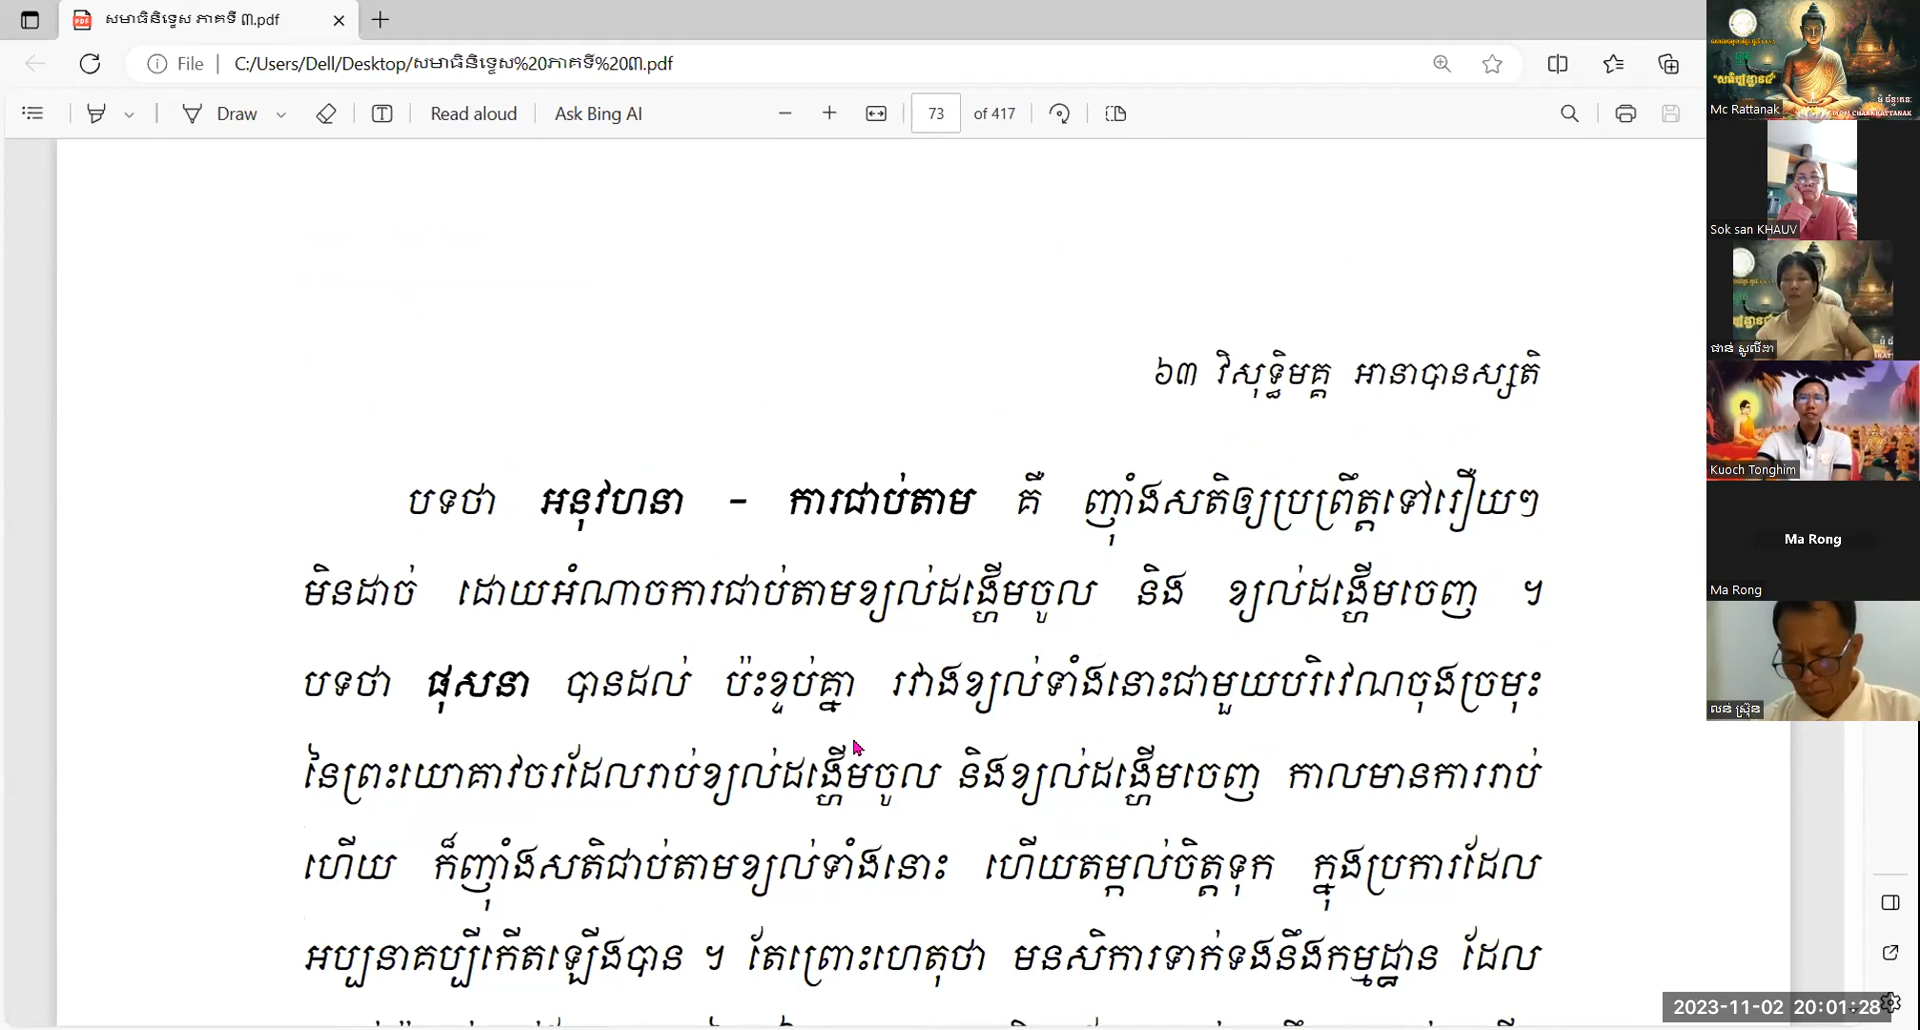 សមាធិនិទ្ទេស ភាគទី ៣.pdf
File
C:/Users/Dell/Desktop/សមាធិនិទ្ទេស%20ភាគទី%20៣.pdf
Draw
Read aloud
Ask Bing AI
73
of 417
៦៣ វិសុទ្ធិមគ្គ អានាបានស្សតិ
បទថា អនុវហនា - ការជាប់តាម គឺ ញ៉ាំងសតិឲ្យប្រព្រឹត្តទៅរឿយៗ
មិនដាច់ ដោយអំណាចការជាប់តាមខ្យល់ដង្ហើមចូល និង ខ្យល់ដង្ហើមចេញ ។
បទថា ផុសនា បានដល់ ប៉ះខ្ទប់គ្នា រវាងខ្យល់ទាំងនោះជាមួយបរិវេណចុងច្រមុះ
នៃព្រះយោគាវចរដែលរាប់ខ្យល់ដង្ហើមចូល និងខ្យល់ដង្ហើមចេញ កាលមានការរាប់
ហើយ ក៏ញ៉ាំងសតិជាប់តាមខ្យល់ទាំងនោះ ហើយតម្កល់ចិត្តទុក ក្នុងប្រការដែល
អប្បនាគប្បីកើតឡើងបាន ។ តែព្រោះហេតុថា មនសិការទាក់ទងនឹងកម្មដ្ឋាន ដែល
Mc Rattanak
Sok san KHAUV
ផាន់ សូលីនា
Kuoch Tonghim
Ma Rong
Ma Rong
លន់ ស្រ៊ុន
2023-11-02 20:01:28